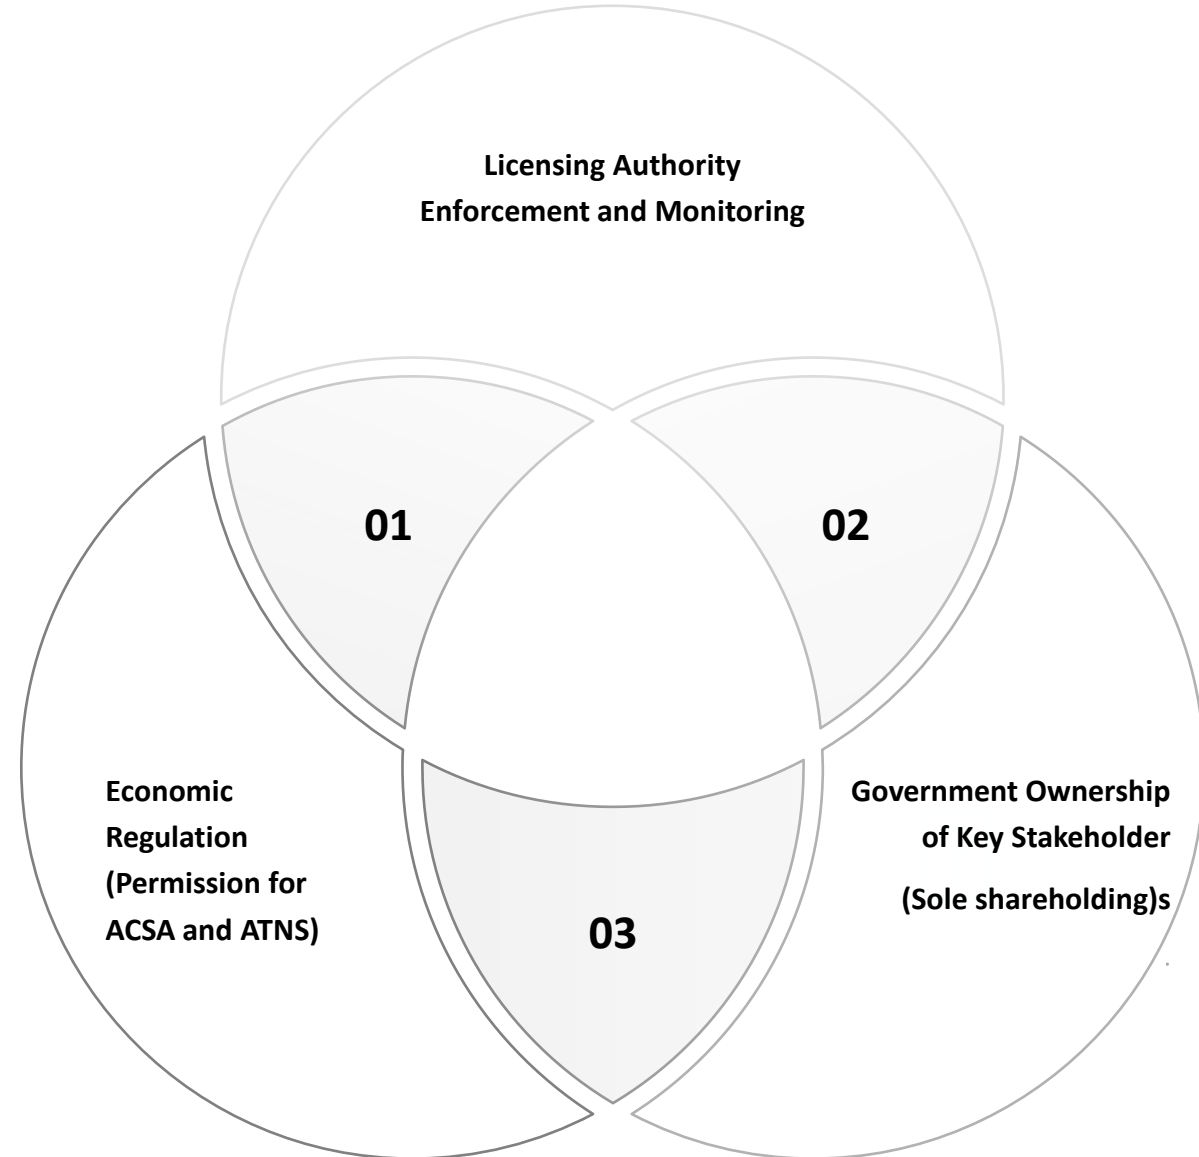 Licensing Authority
Enforcement and Monitoring
01
02
Economic
Regulation
(Permission for
ACSA and ATNS)
Government Ownership
of Key Stakeholder
(Sole shareholding)s
.
03